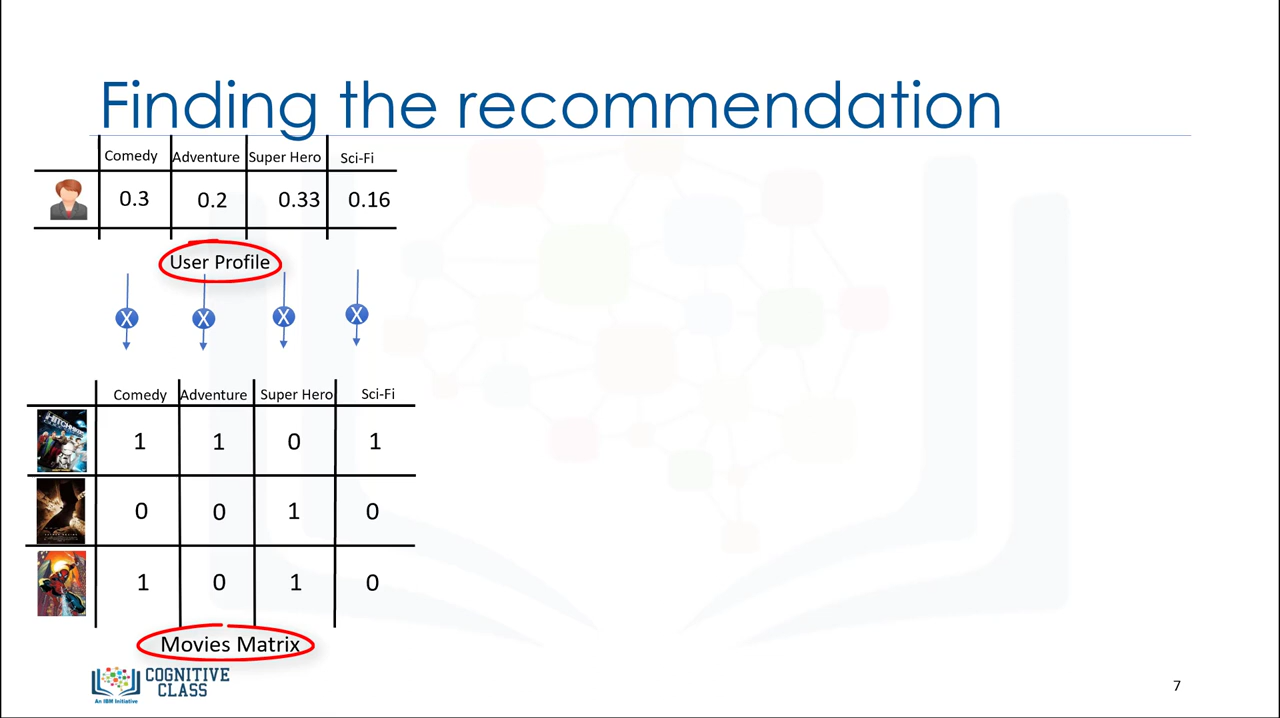 Finding the recommendation
Comedy Adventure Super Hero Sci-Fi
0.3 0.2 0.33 0.16
User Profile
X X X X
Comedy Adventure Super Hero Sci-Fi
1 1 0 1
0 0 1 0
1 0 1 0
Movies Matrix
COGNITIVE
CLASS
An IBM Initiative
7